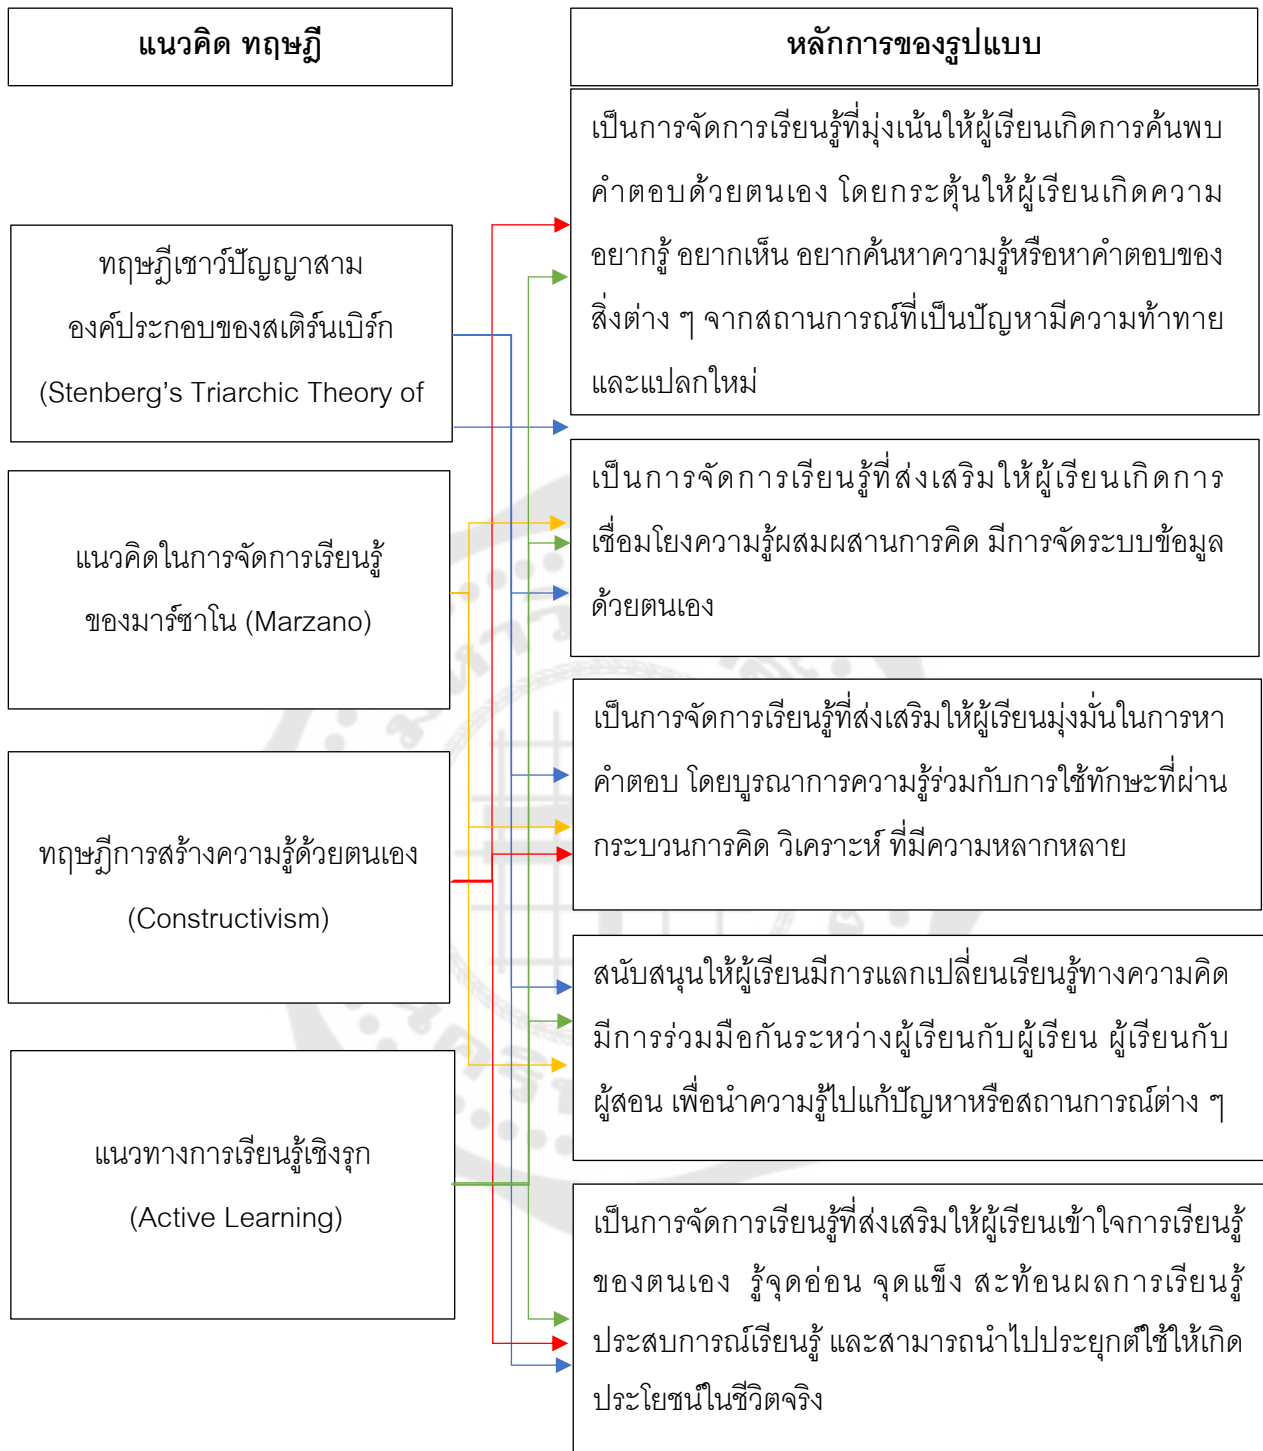 แนวคิด ทฤษฎี
หลักการของรูปแบบ
ทฤษฎีเชาว์ปัญญาสาม
องค์ประกอบของสเติร์นเบิร์ก
(Stenberg's Triarchic Theory of
แนวคิดในการจัดการเรียนรู้
ของมาร์ซาโน (Marzano)
ทฤษฎีการสร้างความรู้ด้วยตนเอง
(Constructivism)
แนวทางการเรียนรู้เชิงรุก
(Active Learning)
เป็นการจัดการเรียนรู้ที่มุ่งเน้นให้ผู้เรียนเกิดการค้นพบ
คำตอบด้วยตนเอง โดยกระตุ้นให้ผู้เรียนเกิดความ
อยากรู้ อยากเห็น อยากค้นหาความรู้หรือหาคำตอบของ
สิ่งต่าง ๆ จากสถานการณ์ที่เป็นปัญหามีความท้าทาย
และแปลกใหม่
เป็นการจัดการเรียนรู้ที่ส่งเสริมให้ผู้เรียนเกิดการ
เชื่อมโยงความรู้ผสมผสานการคิด มีการจัดระบบข้อมูล
ด้วยตนเอง
เป็นการจัดการเรียนรู้ที่ส่งเสริมให้ผู้เรียนมุ่งมั่นในการหา
คำตอบ โดยบูรณาการความรู้ร่วมกับการใช้ทักษะที่ผ่าน
กระบวนการคิด วิเคราะห์ ที่มีความหลากหลาย
สนับสนุนให้ผู้เรียนมีการแลกเปลี่ยนเรียนรู้ทางความคิด
มีการร่วมมือกันระหว่างผู้เรียนกับผู้เรียน ผู้เรียนกับ
ผู้สอน เพื่อนำความรู้ไปแก้ปัญหาหรือสถานการณ์ต่าง ๆ
เป็นการจัดการเรียนรู้ที่ส่งเสริมให้ผู้เรียนเข้าใจการเรียนรู้
ของตนเอง รู้จุดอ่อน จุดแข็ง สะท้อนผลการเรียนรู้
ประสบการณ์เรียนรู้ และสามารถนำไปประยุกต์ใช้ให้เกิด
ประโยชน์ในชีวิตจริง